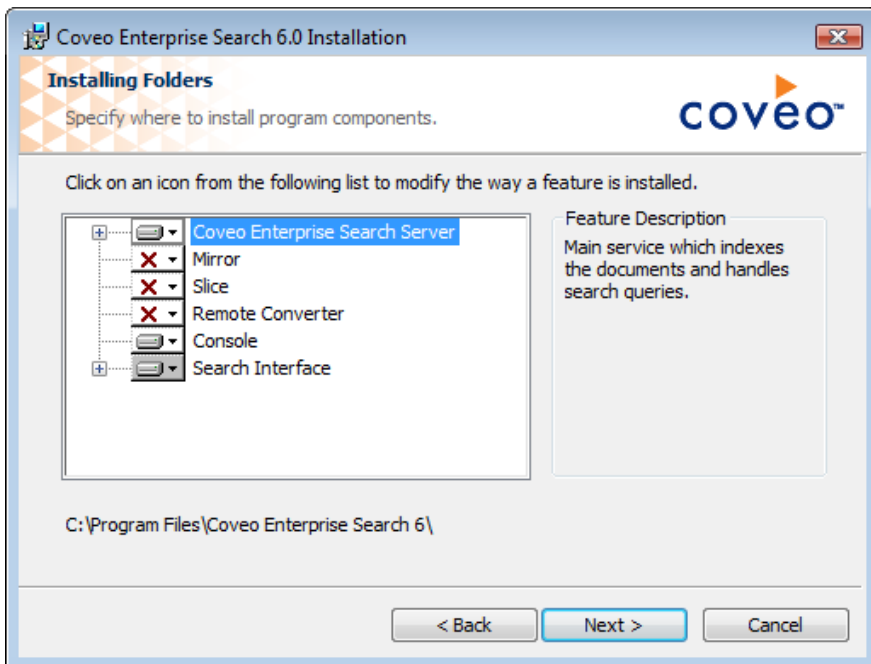 Coveo Enterprise Search 6.0 Installation
Installing Folders
Specify where to install program components.
coveo™
Click on an icon from the following list to modify the way a feature is installed.
Coveo Enterprise Search Server
Mirror
Slice
Remote Converter
Console
Search Interface
Feature Description
Main service which indexes
the documents and handles
search queries.
C:\Program Files\Coveo Enterprise Search 6\
< Back
Next >
Cancel